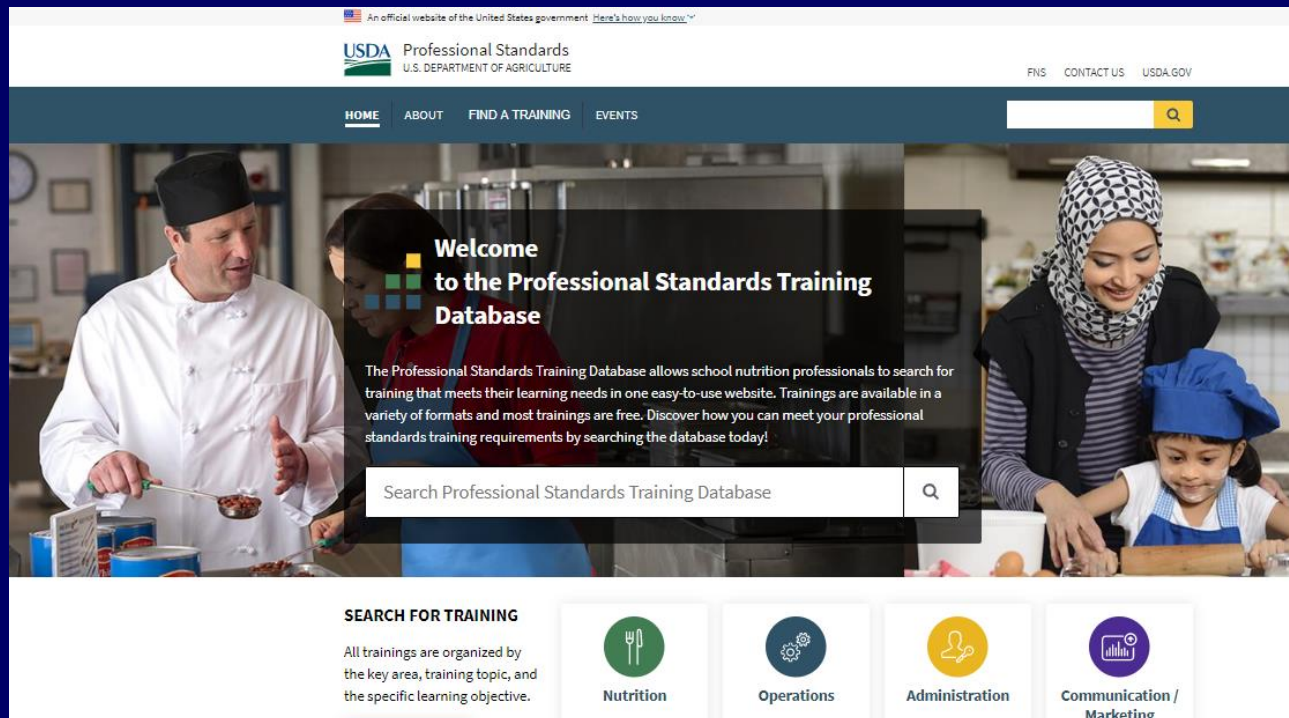 An official website of the United States government Here's how you know
USDA
Professional Standards
U.S. DEPARTMENT OF AGRICULTURE
FNS CONTACT US USDA.GOV
HOME ABOUT FIND A TRAINING EVENTS
Welcome
to the Professional Standards Training
Database
The Professional Standards Training Database allows school nutrition professionals to search for
training that meets their learning needs in one easy-to-use website. Trainings are available in a
variety of formats and most trainings are free. Discover how you can meet your professional
standards training requirements by searching the database today!
Search Professional Standards Training Database
SEARCH FOR TRAINING
All trainings are organized by
the key area, training topic, and
the specific learning objective.
Nutrition
Operations
Administration
Communication /
Marketing